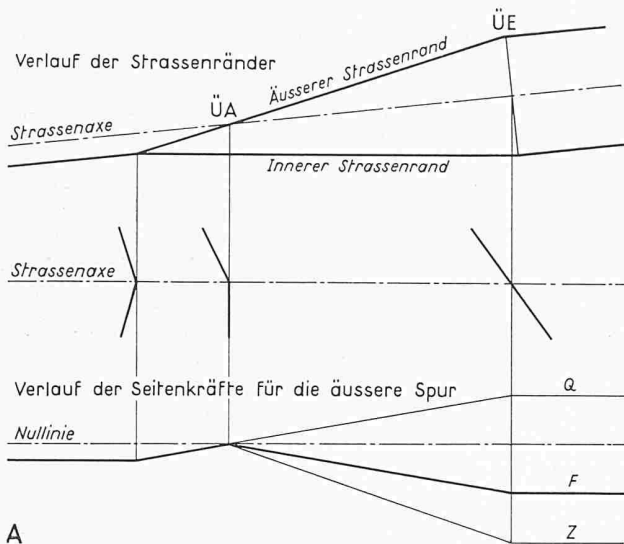 ÜE
Verlauf der Strassenränder
Äusserer Strassenrand
ÜA
Strassenaxe
Innerer Strassenrand
Strassenaxe
Verlauf der Seitenkräfte für die äussere Spur
Q
Nullinie
F
Z
A